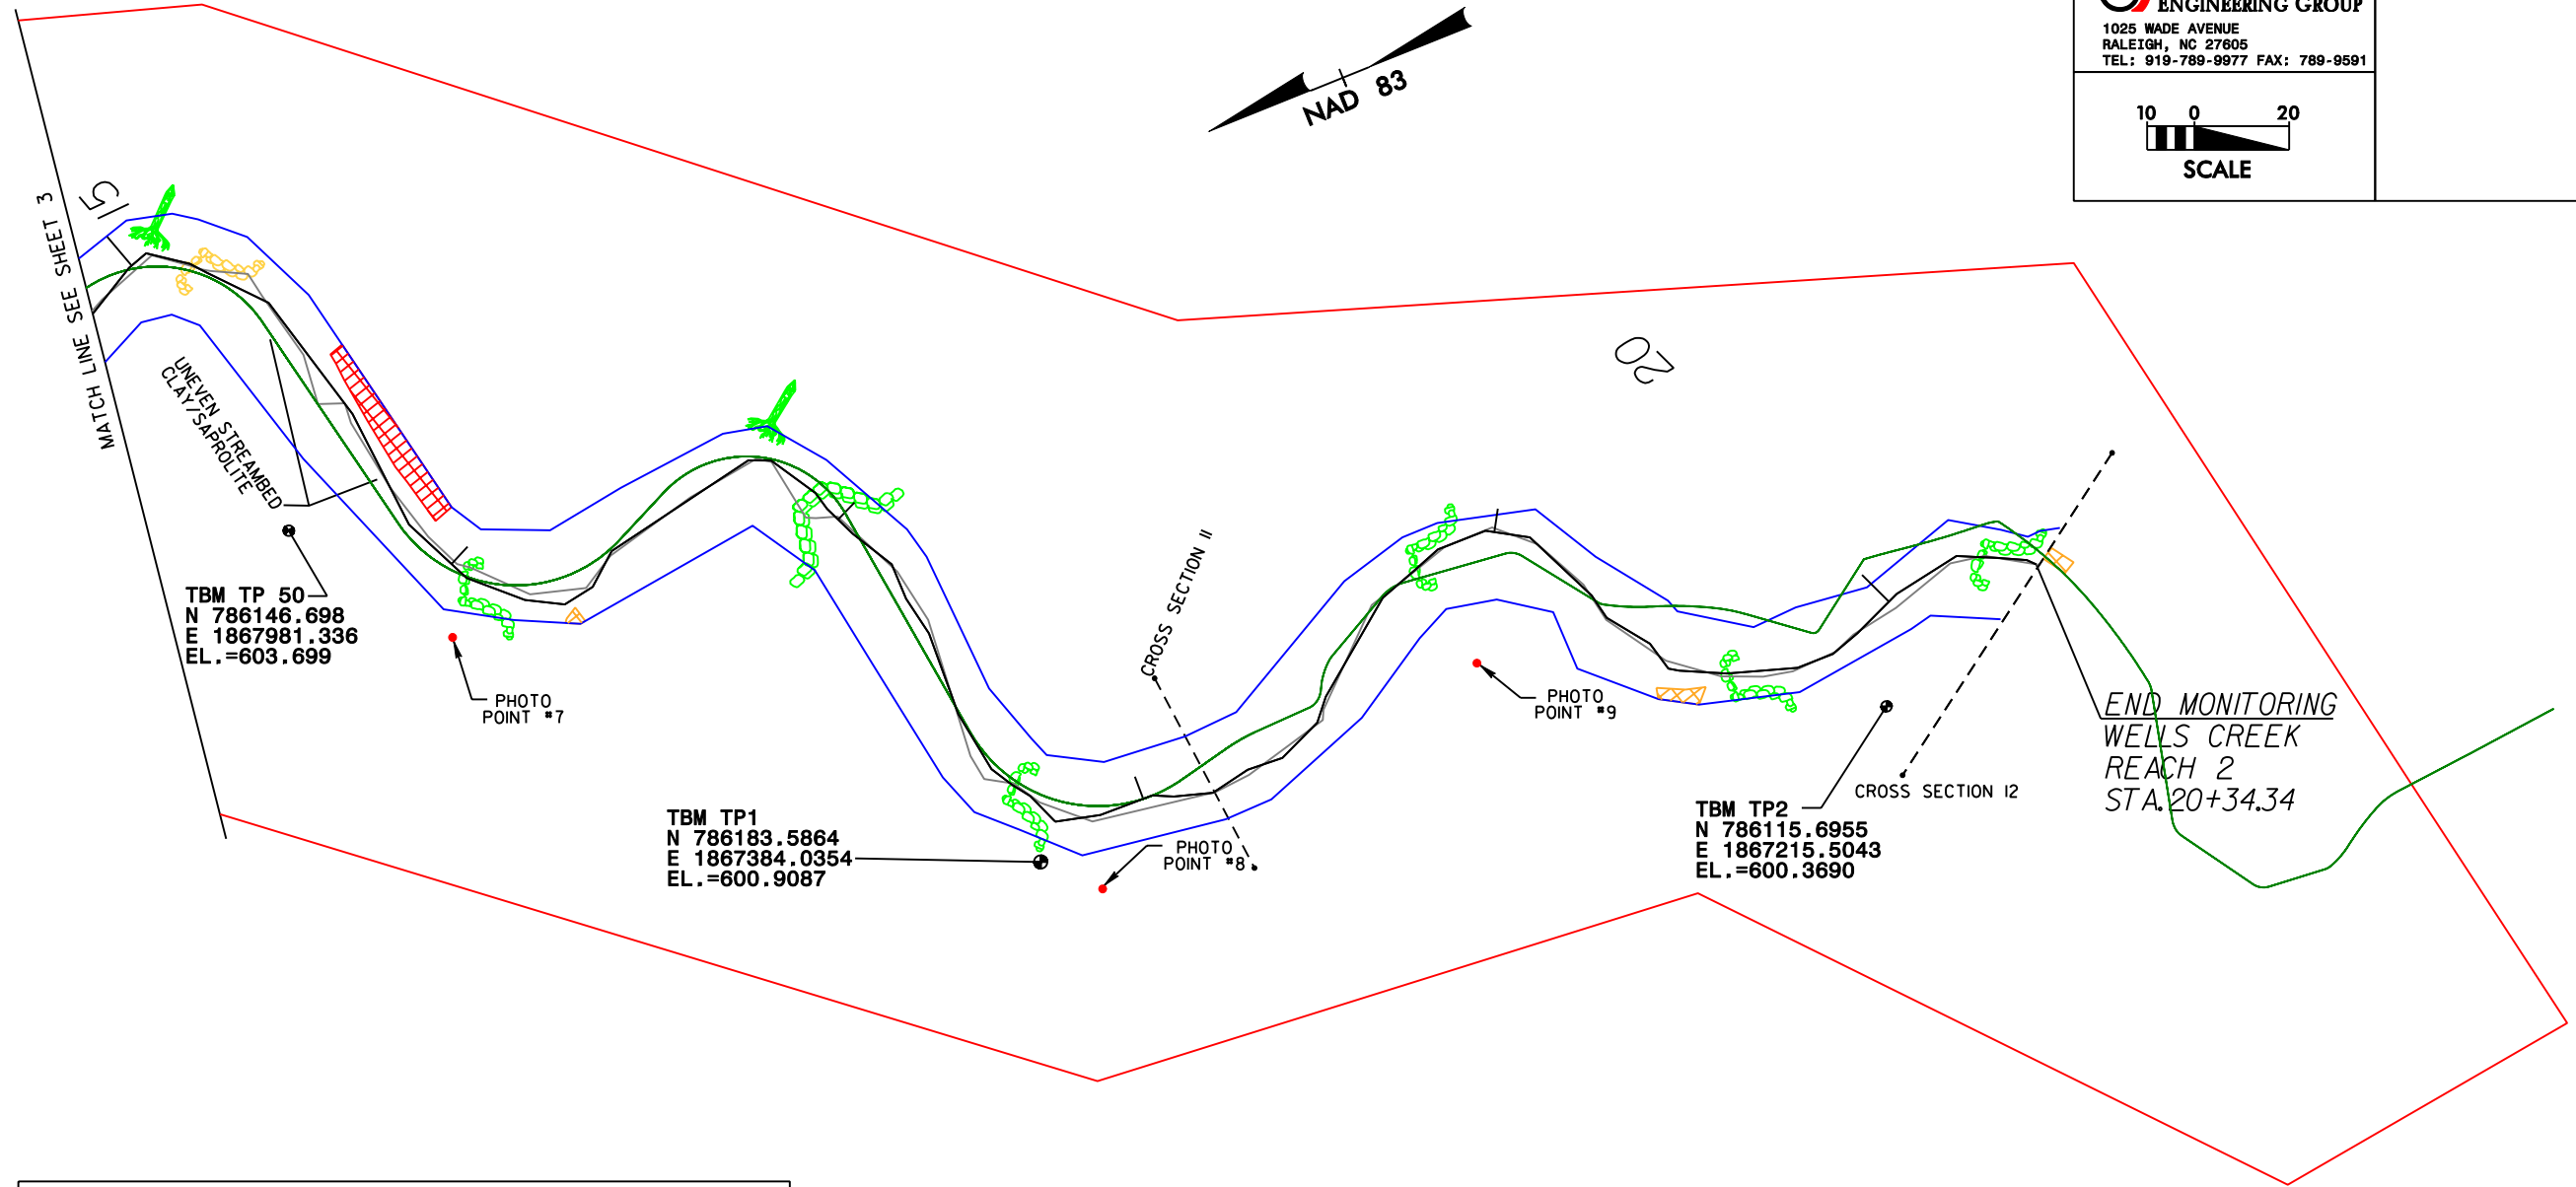 ENGINEERING GROUP
1025 WADE AVENUE
RALEIGH, NC 27605
TEL: 919-789-9977 FAX: 789-9591
10 0 20
SCALE
NAD 83
MATCH LINE SEE SHEET 3
15
UNEVEN STREAMBED
CLAY/SAPROLITE
TBM TP 50
N 786146.698
E 1867981.336
EL.=603.699
PHOTO
POINT #7
TBM TP1
N 786183.5864
E 1867384.0354
EL.=600.9087
CROSS SECTION 11
PHOTO
POINT #8
20
PHOTO
POINT #9
TBM TP2
N 786115.6955
E 1867215.5043
EL.=600.3690
CROSS SECTION 12
END MONITORING
WELLS CREEK
REACH 2
STA.20+34.34